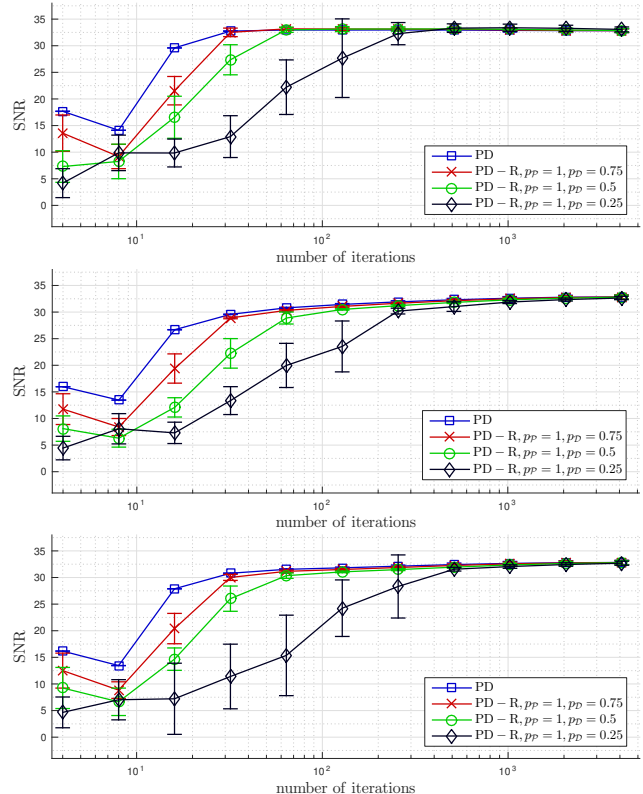 35
30
25
20
15
10
5
0
SNR
PD
PD − R, p_P = 1, p_D = 0.75
PD − R, p_P = 1, p_D = 0.5
PD − R, p_P = 1, p_D = 0.25
10^1
10^2
10^3
number of iterations
35
30
25
20
15
10
5
0
SNR
PD
PD − R, p_P = 1, p_D = 0.75
PD − R, p_P = 1, p_D = 0.5
PD − R, p_P = 1, p_D = 0.25
10^1
10^2
10^3
number of iterations
35
30
25
20
15
10
5
0
SNR
PD
PD − R, p_P = 1, p_D = 0.75
PD − R, p_P = 1, p_D = 0.5
PD − R, p_P = 1, p_D = 0.25
10^1
10^2
10^3
number of iterations